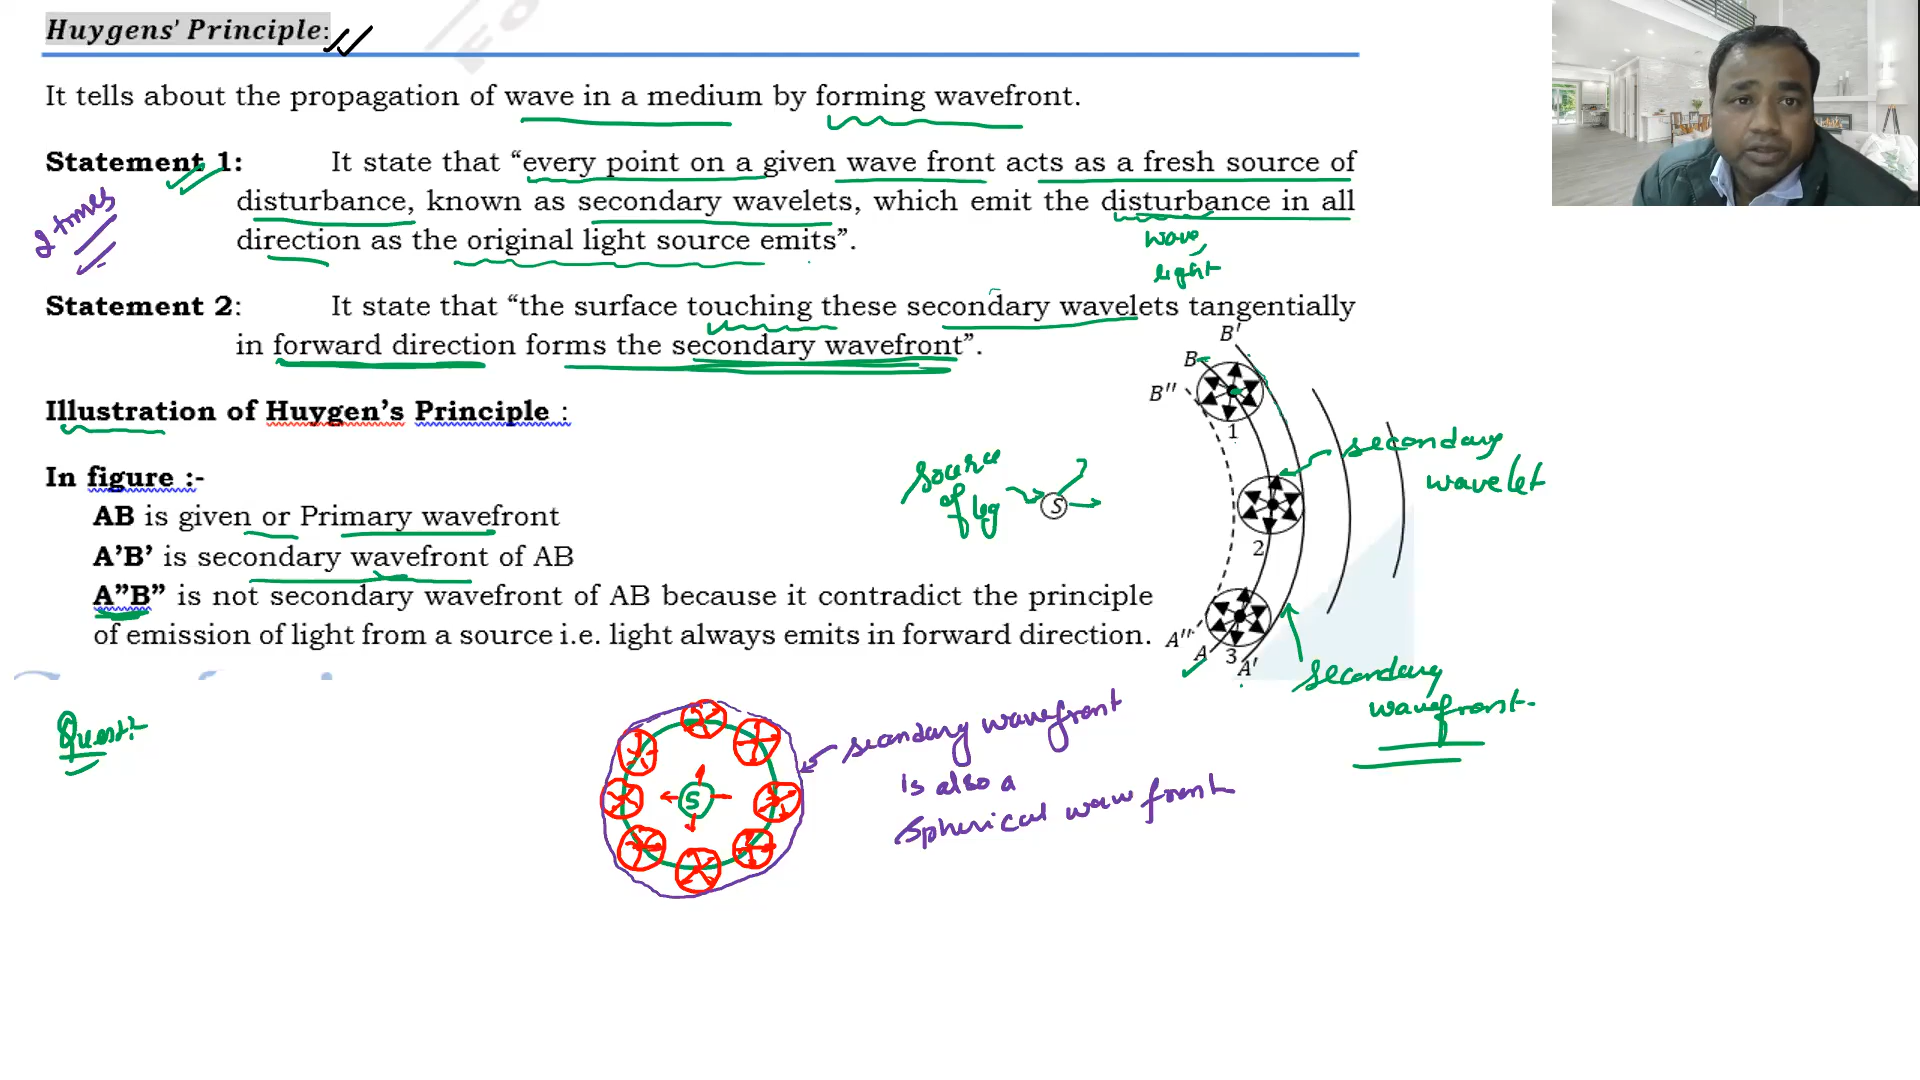 Huygens' Principle:
It tells about the propagation of wave in a medium by forming wavefront.
Statement 1: It state that “every point on a given wave front acts as a fresh source of
disturbance, known as secondary wavelets, which emit the disturbance in all
direction as the original light source emits”.
2 times
wave,
light
Statement 2: It state that “the surface touching these secondary wavelets tangentially
in forward direction forms the secondary wavefront”.
Illustration of Huygen’s Principle :
In figure :-
AB is given or Primary wavefront
A’B’ is secondary wavefront of AB
A”B” is not secondary wavefront of AB because it contradict the principle
of emission of light from a source i.e. light always emits in forward direction.
B'
B
B''
1
source
of
S
secondary
wavelet
2
A''
A
3
A'
secondary
wavefront.
Quest:
S
secondary wavefront
is also a
spherical wavefront